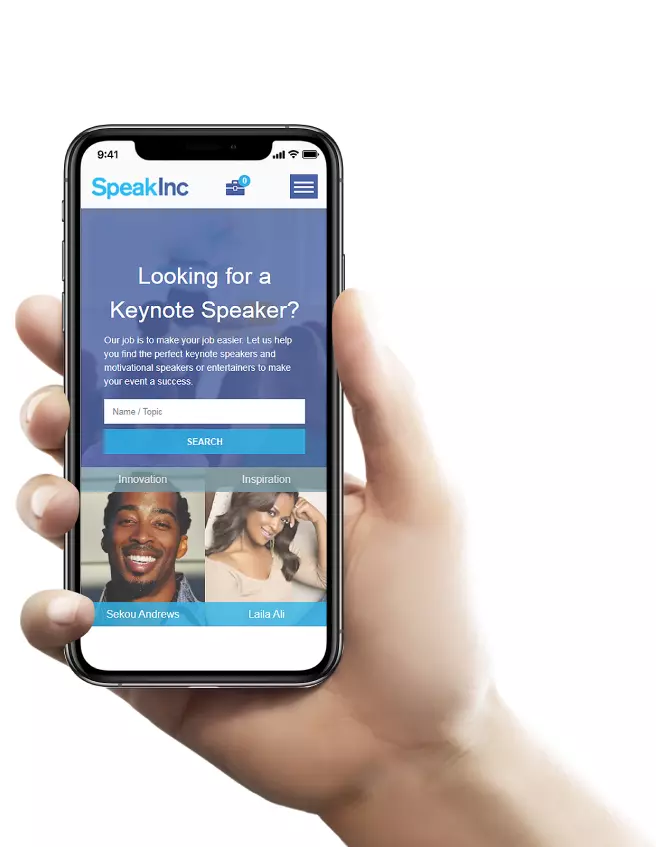 9:41
SpeakInc
0
Looking for a
Keynote Speaker?
Our job is to make your job easier. Let us help
you find the perfect keynote speakers and
motivational speakers or entertainers to make
your event a success.
Name / Topic
SEARCH
Innovation
Inspiration
Sekou Andrews
Laila Ali